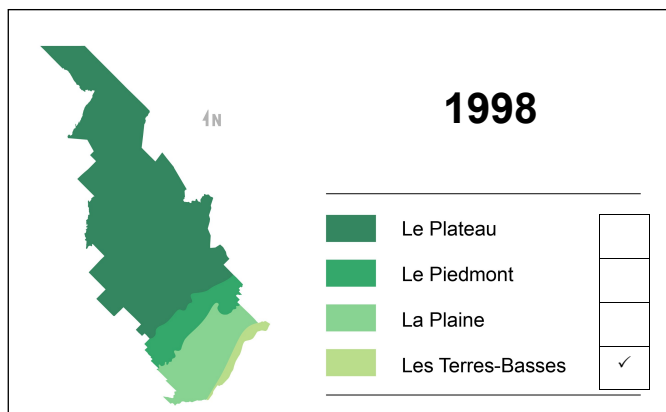 1998
N
Le Plateau
Le Piedmont
La Plaine
Les Terres-Basses ✓